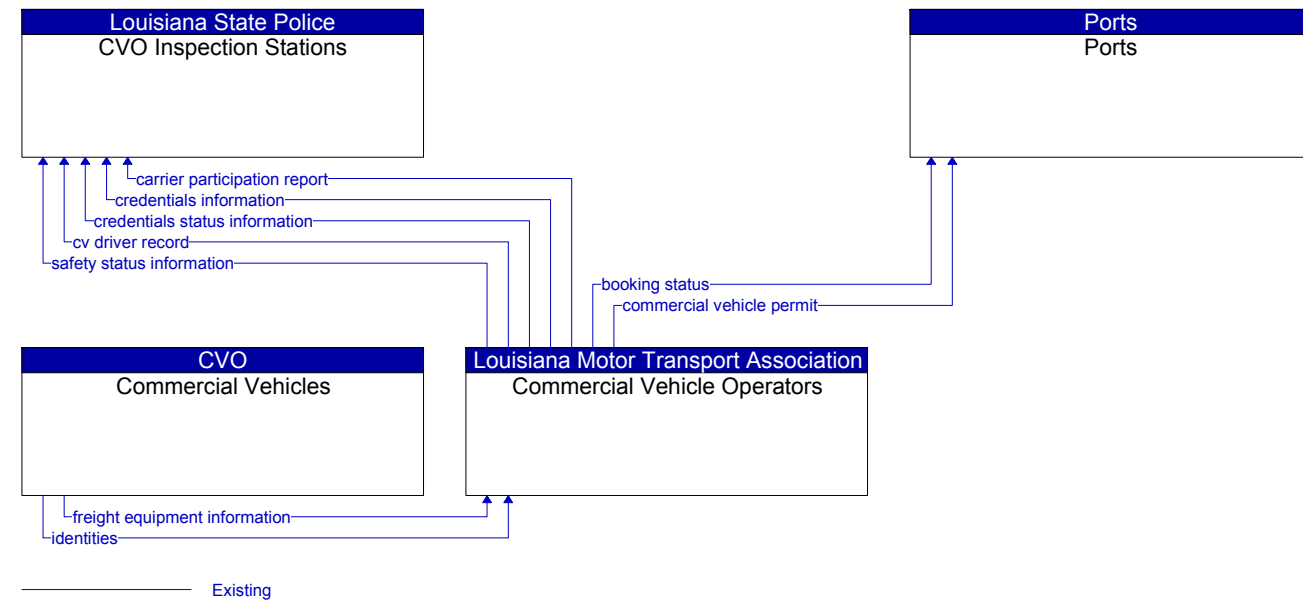 Louisiana State Police
CVO Inspection Stations
Ports
Ports
carrier participation report
credentials information
credentials status information
cv driver record
safety status information
booking status
commercial vehicle permit
CVO
Commercial Vehicles
Louisiana Motor Transport Association
Commercial Vehicle Operators
freight equipment information
identities
Existing